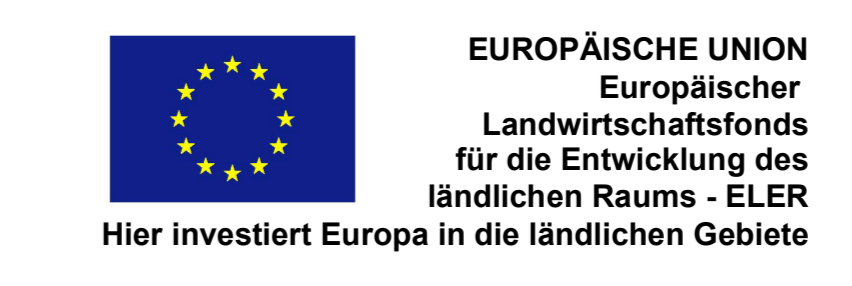 EUROPÄISCHE UNION
Europäischer
Landwirtschaftsfonds
für die Entwicklung des
ländlichen Raums - ELER
Hier investiert Europa in die ländlichen Gebiete